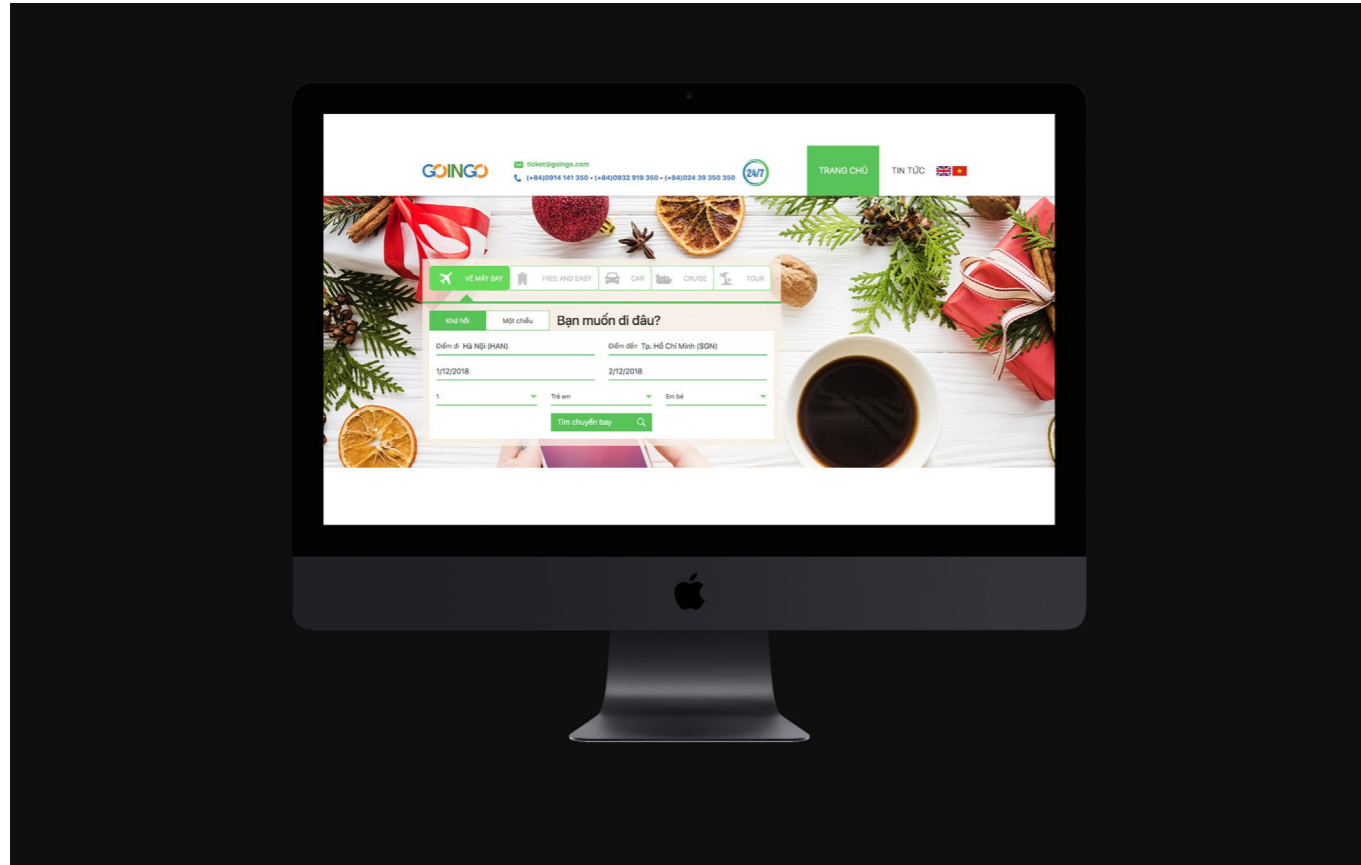 GOINGO
ticket@goingo.com
(+84)0914 141 350 - (+84)0932 919 350 - (+84)024 39 350 350
24/7
TRANG CHỦ
TIN TỨC
VÉ MÁY BAY
FREE AND EASY
CAR
CRUISE
TOUR
Khứ hồi
Một chiều
Bạn muốn đi đâu?
Điểm đi Hà Nội (HAN)
Điểm đến Tp. Hồ Chí Minh (SGN)
1/12/2018
2/12/2018
1
Trẻ em
Em bé
Tìm chuyến bay